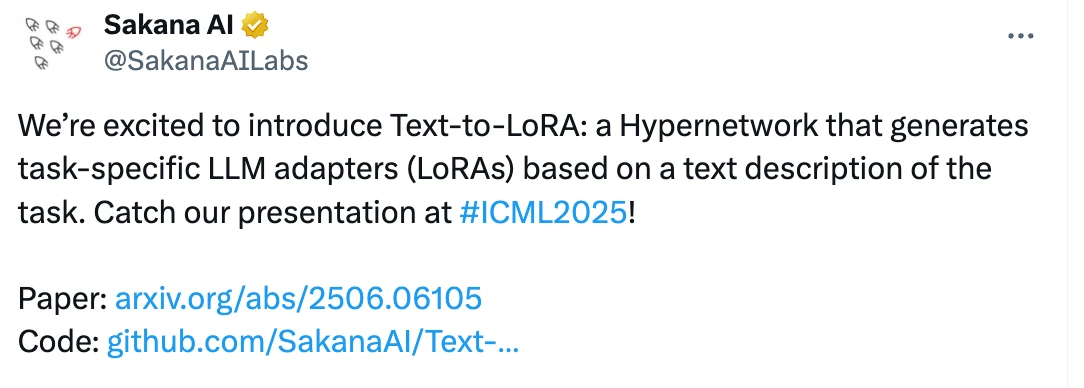 Sakana AI
@SakanaAILabs
We’re excited to introduce Text-to-LoRA: a Hypernetwork that generates
task-specific LLM adapters (LoRAs) based on a text description of the
task. Catch our presentation at #ICML2025!
Paper: arxiv.org/abs/2506.06105
Code: github.com/SakanaAI/Text-...